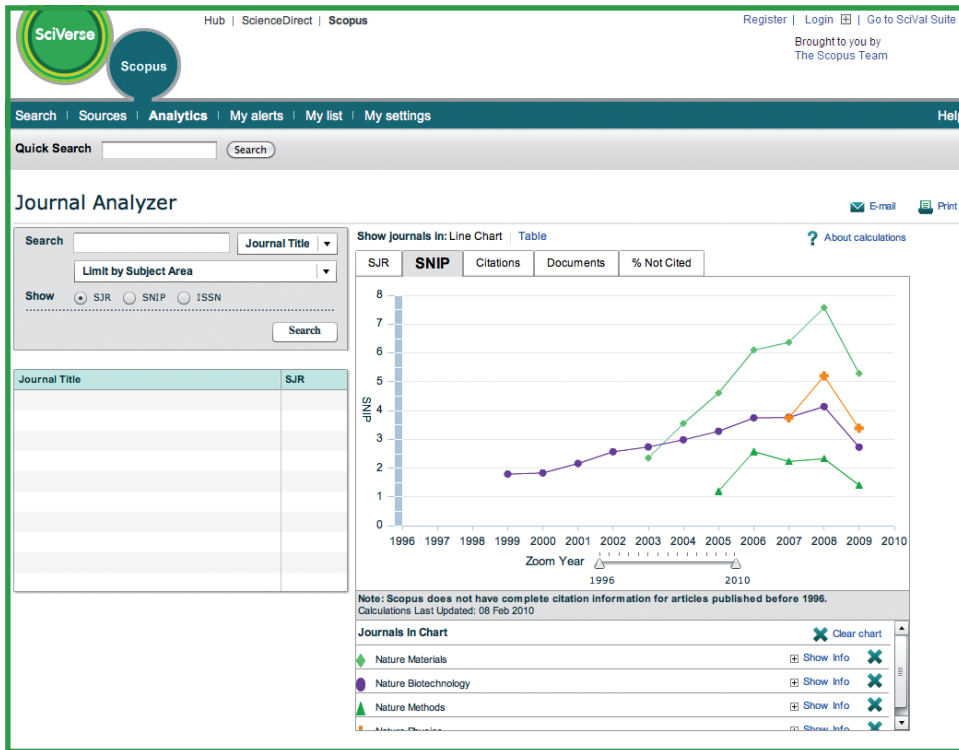 SciVerse
Scopus
Hub | ScienceDirect | Scopus
Register | Login | Go to SciVal Suite
Brought to you by
The Scopus Team
Search | Sources | Analytics | My alerts | My list | My settings
Help
Quick Search
Search
Journal Analyzer
E-mail
Print
Search
Journal Title
Limit by Subject Area
Show SJR SNIP ISSN
Search
Journal Title SJR
Show journals in: Line Chart | Table
About calculations
SJR SNIP Citations Documents % Not Cited
8
7
6
5
4
3
2
1
0
SNIP
1996 1997 1998 1999 2000 2001 2002 2003 2004 2005 2006 2007 2008 2009 2010
Zoom Year
1996 2010
Note: Scopus does not have complete citation information for articles published before 1996.
Calculations Last Updated: 08 Feb 2010
Journals In Chart
Clear chart
Nature Materials Show Info
Nature Biotechnology Show Info
Nature Methods Show Info
Nature Physics Show Info